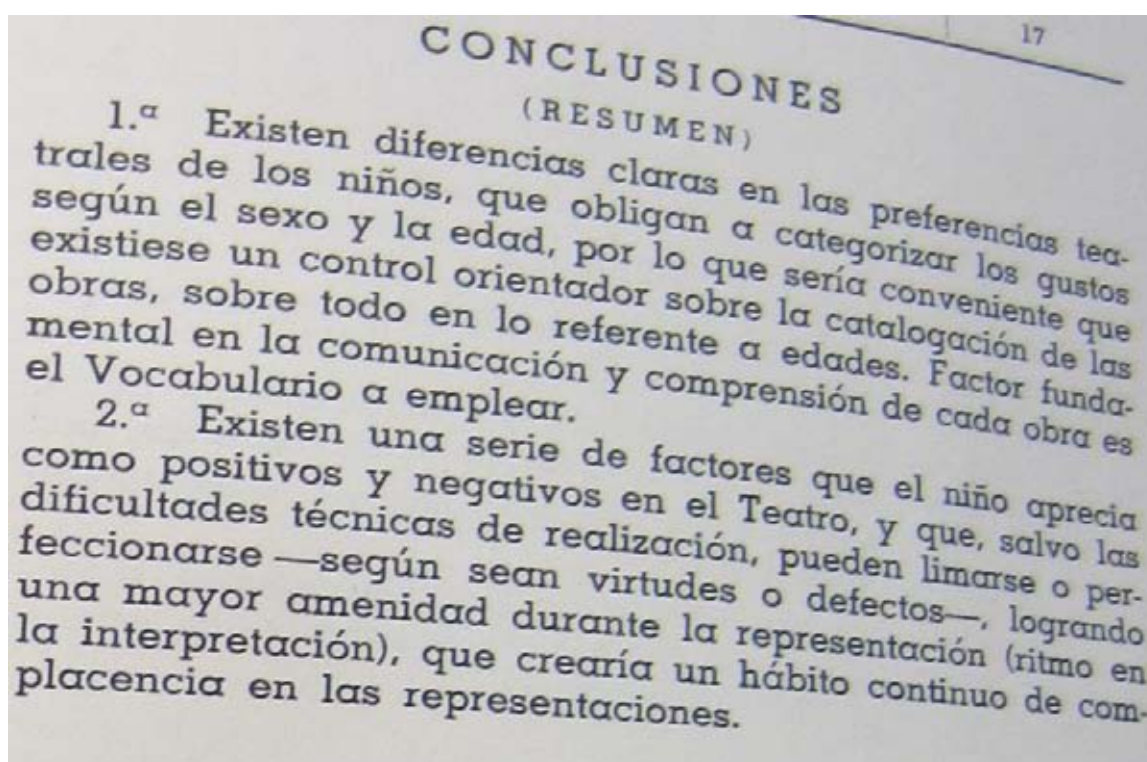 17
CONCLUSIONES
(RESUMEN)
1.ª Existen diferencias claras en las preferencias tea-
trales de los niños, que obligan a categorizar los gustos
según el sexo y la edad, por lo que sería conveniente que
existiese un control orientador sobre la catalogación de las
obras, sobre todo en lo referente a edades. Factor funda-
mental en la comunicación y comprensión de cada obra es
el Vocabulario a emplear.
2.ª Existen una serie de factores que el niño aprecia
como positivos y negativos en el Teatro, y que, salvo las
dificultades técnicas de realización, pueden limarse o per-
feccionarse —según sean virtudes o defectos—, logrando
una mayor amenidad durante la representación (ritmo en
la interpretación), que crearía un hábito continuo de com-
placencia en las representaciones.